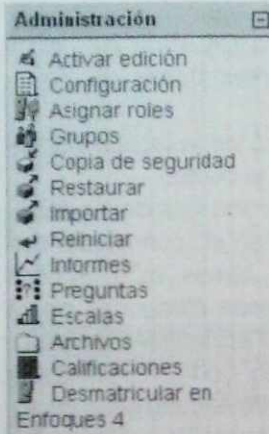 Administración
Activar edición
Configuración
Asignar roles
Grupos
Copia de seguridad
Restaurar
Importar
Reiniciar
Informes
Preguntas
Escalas
Archivos
Calificaciones
Desmatricular en
Enfoques 4